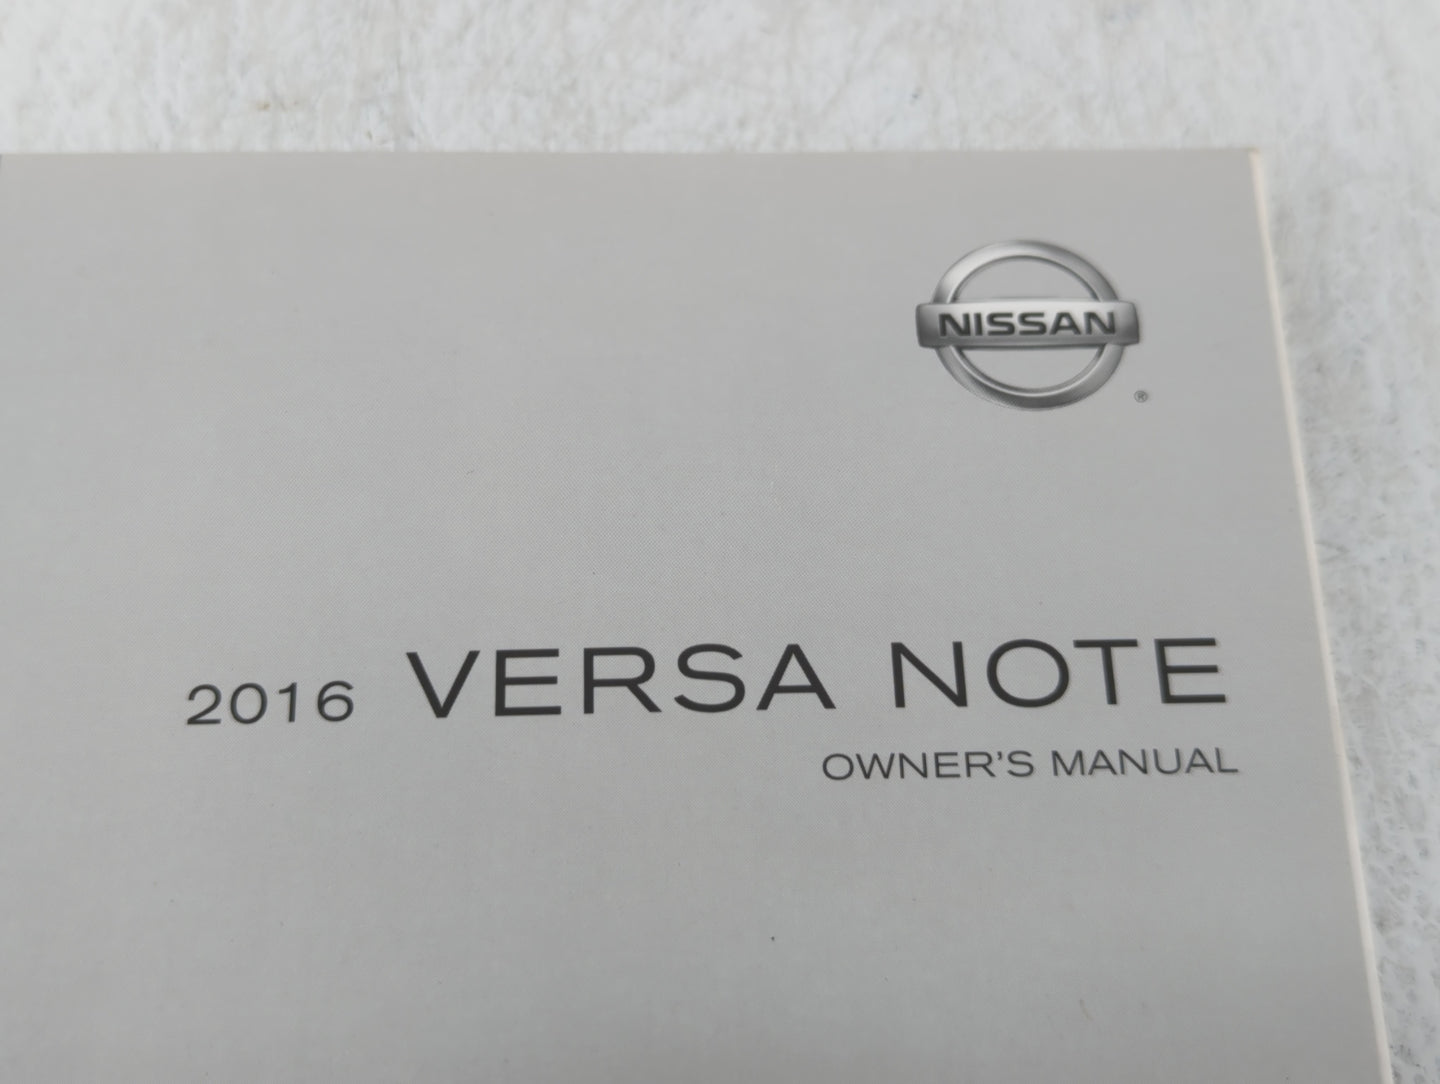 NISSAN
®
2016 VERSA NOTE
OWNER'S MANUAL